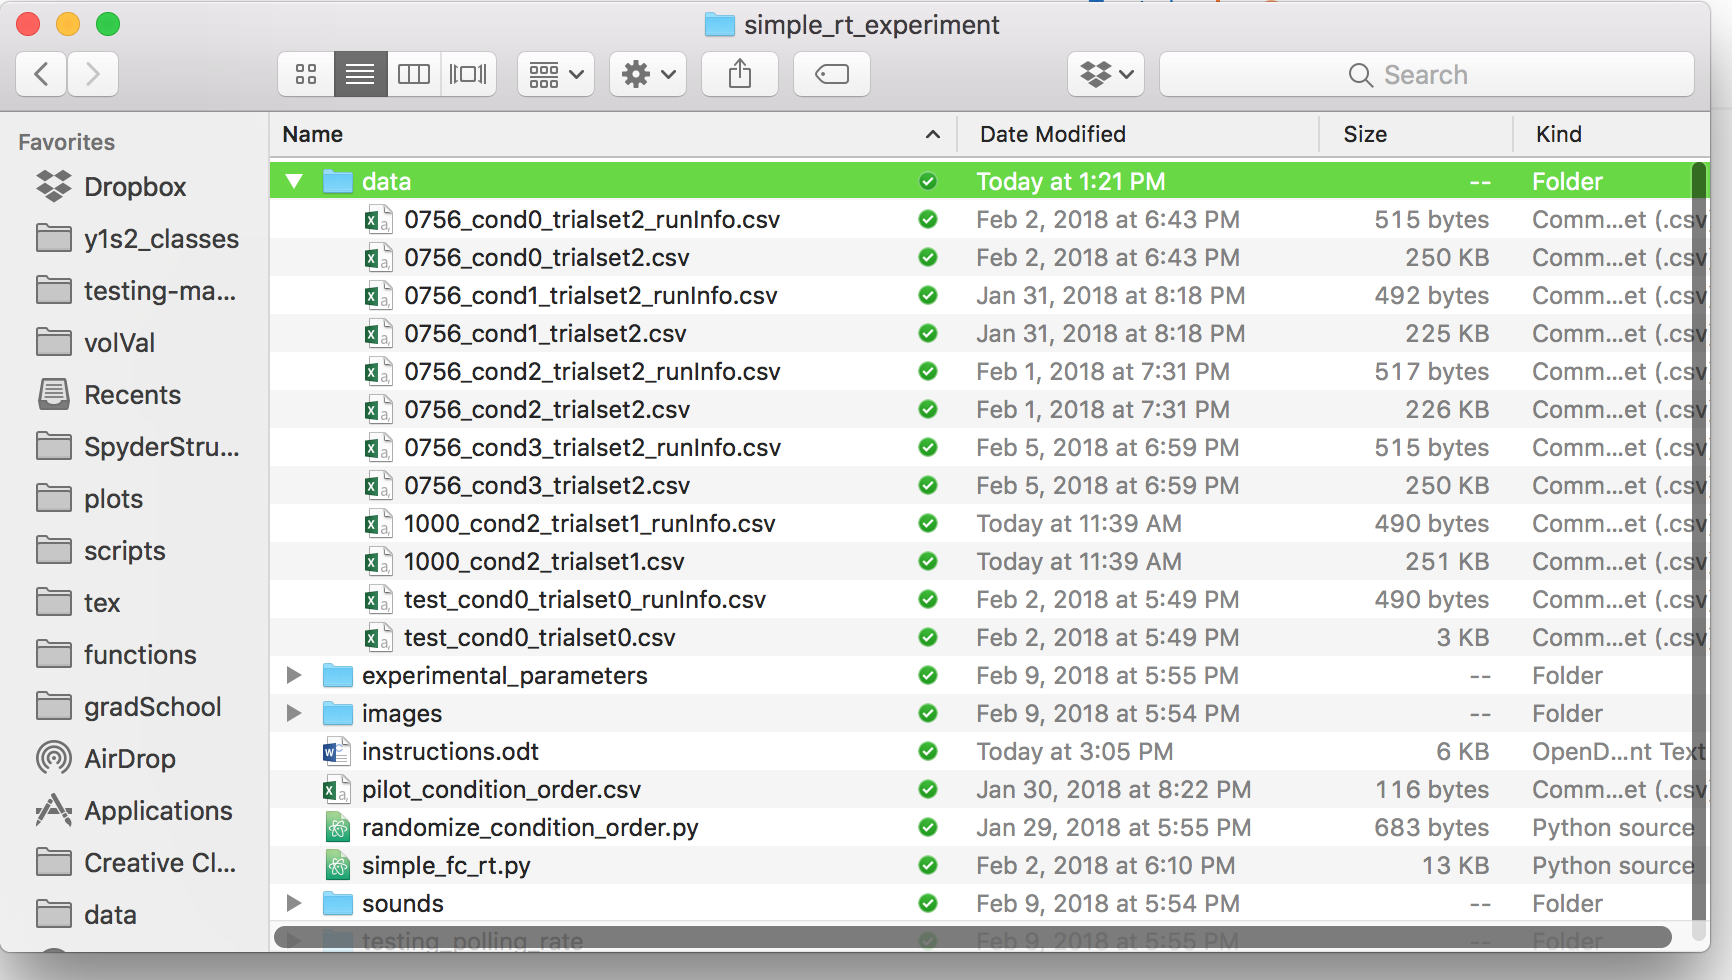 simple_rt_experiment
Search
Favorites
Dropbox
y1s2_classes
testing-ma...
volVal
Recents
SpyderStru...
plots
scripts
tex
functions
gradSchool
AirDrop
Applications
Creative Cl...
data
Name Date Modified Size Kind
data Today at 1:21 PM -- Folder
0756_cond0_trialset2_runInfo.csv Feb 2, 2018 at 6:43 PM 515 bytes Comm...et (.csv
0756_cond0_trialset2.csv Feb 2, 2018 at 6:43 PM 250 KB Comm...et (.csv
0756_cond1_trialset2_runInfo.csv Jan 31, 2018 at 8:18 PM 492 bytes Comm...et (.csv
0756_cond1_trialset2.csv Jan 31, 2018 at 8:18 PM 225 KB Comm...et (.csv
0756_cond2_trialset2_runInfo.csv Feb 1, 2018 at 7:31 PM 517 bytes Comm...et (.csv
0756_cond2_trialset2.csv Feb 1, 2018 at 7:31 PM 226 KB Comm...et (.csv
0756_cond3_trialset2_runInfo.csv Feb 5, 2018 at 6:59 PM 515 bytes Comm...et (.csv
0756_cond3_trialset2.csv Feb 5, 2018 at 6:59 PM 250 KB Comm...et (.csv
1000_cond2_trialset1_runInfo.csv Today at 11:39 AM 490 bytes Comm...et (.csv
1000_cond2_trialset1.csv Today at 11:39 AM 251 KB Comm...et (.csv
test_cond0_trialset0_runInfo.csv Feb 2, 2018 at 5:49 PM 490 bytes Comm...et (.csv
test_cond0_trialset0.csv Feb 2, 2018 at 5:49 PM 3 KB Comm...et (.csv
experimental_parameters Feb 9, 2018 at 5:55 PM -- Folder
images Feb 9, 2018 at 5:54 PM -- Folder
instructions.odt Today at 3:05 PM 6 KB OpenD...nt Text
pilot_condition_order.csv Jan 30, 2018 at 8:22 PM 116 bytes Comm...et (.csv
randomize_condition_order.py Jan 29, 2018 at 5:55 PM 683 bytes Python source
simple_fc_rt.py Feb 2, 2018 at 6:10 PM 13 KB Python source
sounds Feb 9, 2018 at 5:54 PM -- Folder
testing_polling_rate Feb 9, 2018 at 5:55 PM -- Folder